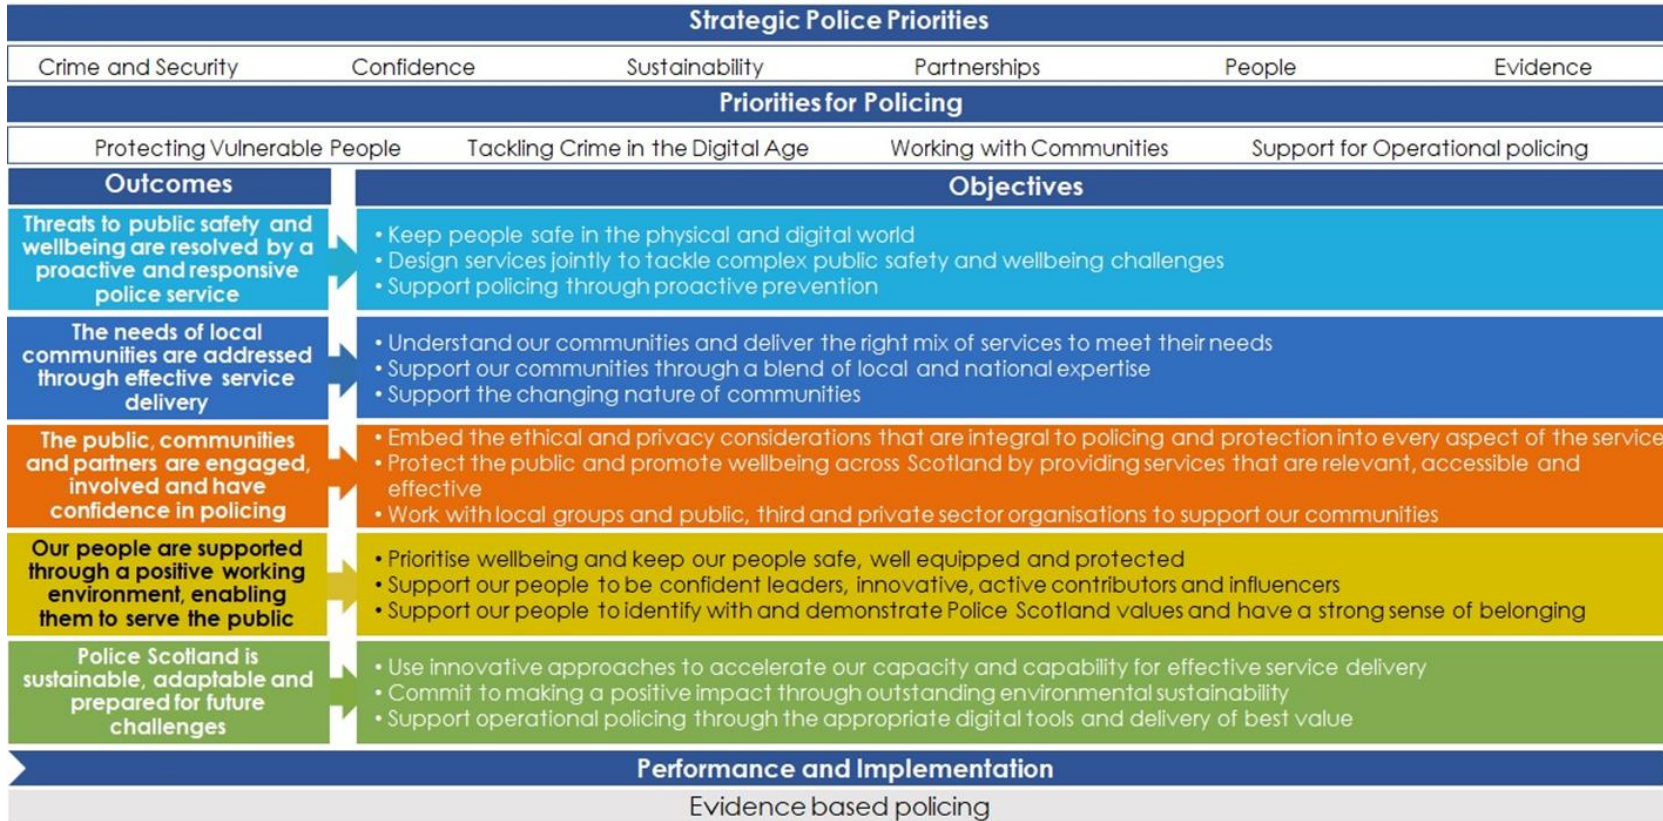 Strategic Police Priorities
Crime and Security Confidence Sustainability Partnerships People Evidence
Priorities for Policing
Protecting Vulnerable People Tackling Crime in the Digital Age Working with Communities Support for Operational policing
Outcomes
Objectives
Threats to public safety and
wellbeing are resolved by a
proactive and responsive
police service
• Keep people safe in the physical and digital world
• Design services jointly to tackle complex public safety and wellbeing challenges
• Support policing through proactive prevention
The needs of local
communities are addressed
through effective service
delivery
• Understand our communities and deliver the right mix of services to meet their needs
• Support our communities through a blend of local and national expertise
• Support the changing nature of communities
The public, communities
and partners are engaged,
involved and have
confidence in policing
• Embed the ethical and privacy considerations that are integral to policing and protection into every aspect of the service
• Protect the public and promote wellbeing across Scotland by providing services that are relevant, accessible and
effective
• Work with local groups and public, third and private sector organisations to support our communities
Our people are supported
through a positive working
environment, enabling
them to serve the public
• Prioritise wellbeing and keep our people safe, well equipped and protected
• Support our people to be confident leaders, innovative, active contributors and influencers
• Support our people to identify with and demonstrate Police Scotland values and have a strong sense of belonging
Police Scotland is
sustainable, adaptable and
prepared for future
challenges
• Use innovative approaches to accelerate our capacity and capability for effective service delivery
• Commit to making a positive impact through outstanding environmental sustainability
• Support operational policing through the appropriate digital tools and delivery of best value
Performance and Implementation
Evidence based policing